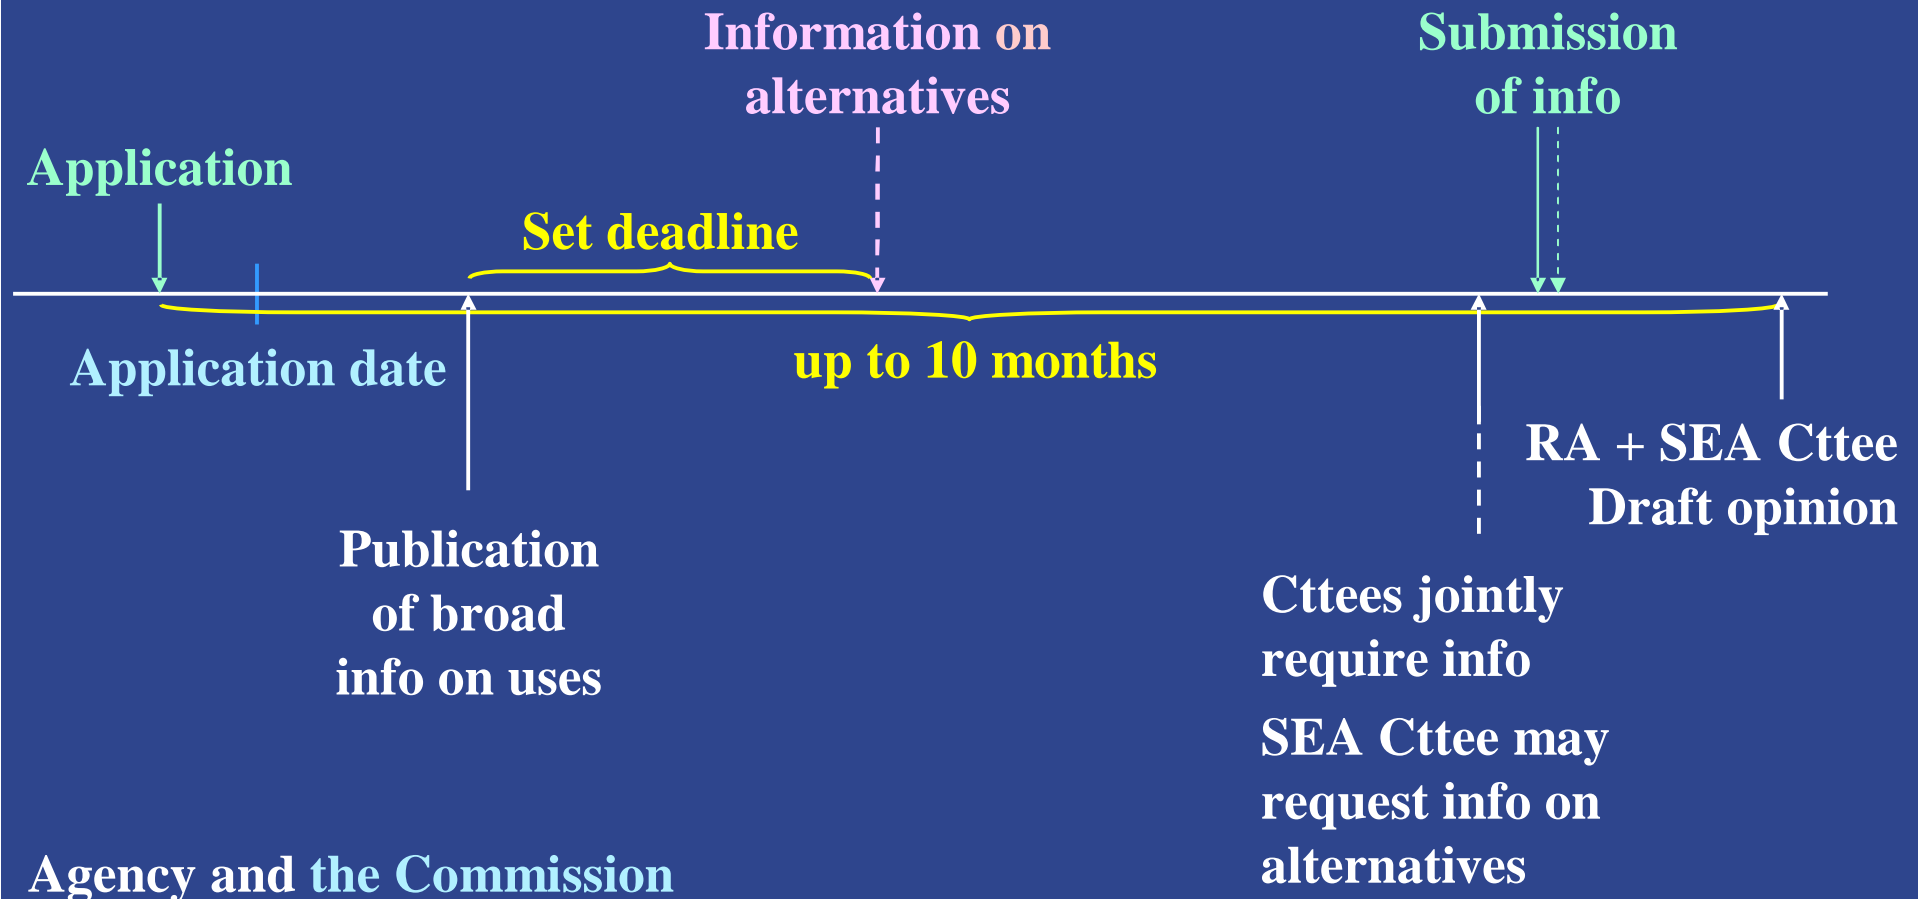 Information on
alternatives
Submission
of info
Application
Set deadline
Application date
up to 10 months
RA + SEA Cttee
Draft opinion
Publication
of broad
info on uses
Cttees jointly
require info
SEA Cttee may
request info on
alternatives
Agency and the Commission